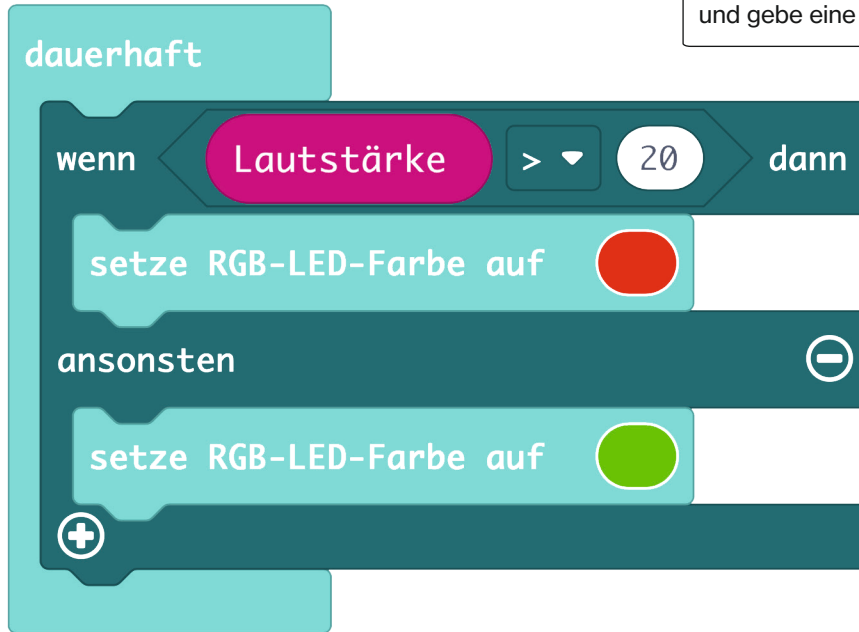 und gebe eine
dauerhaft
wenn Lautstärke > 20 dann
setze RGB-LED-Farbe auf
ansonsten
setze RGB-LED-Farbe auf